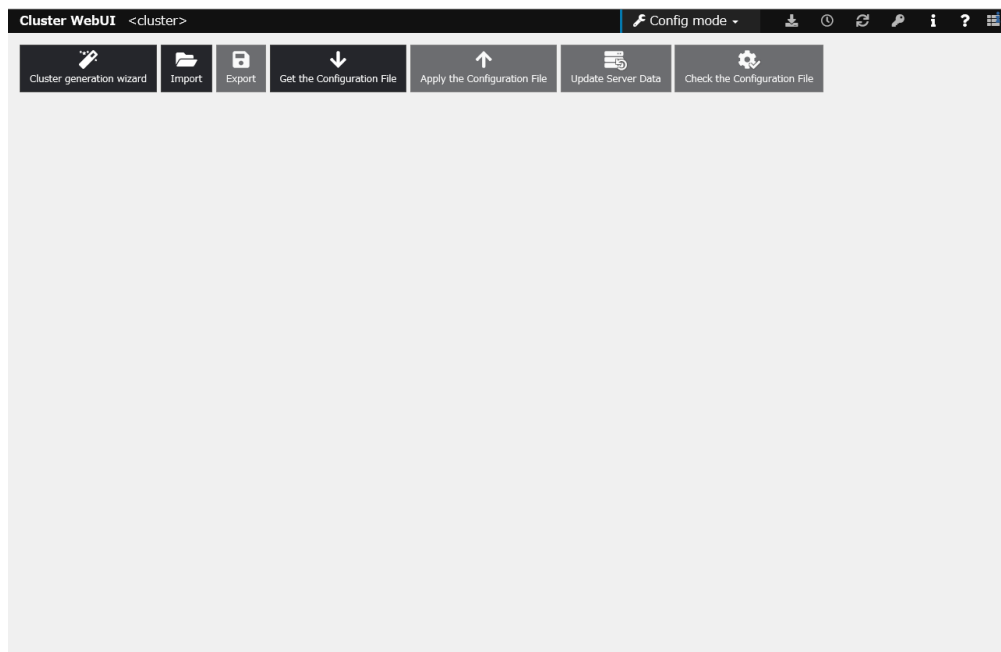 Cluster WebUI <cluster> Config mode
Cluster generation wizard Import Export Get the Configuration File Apply the Configuration File Update Server Data Check the Configuration File